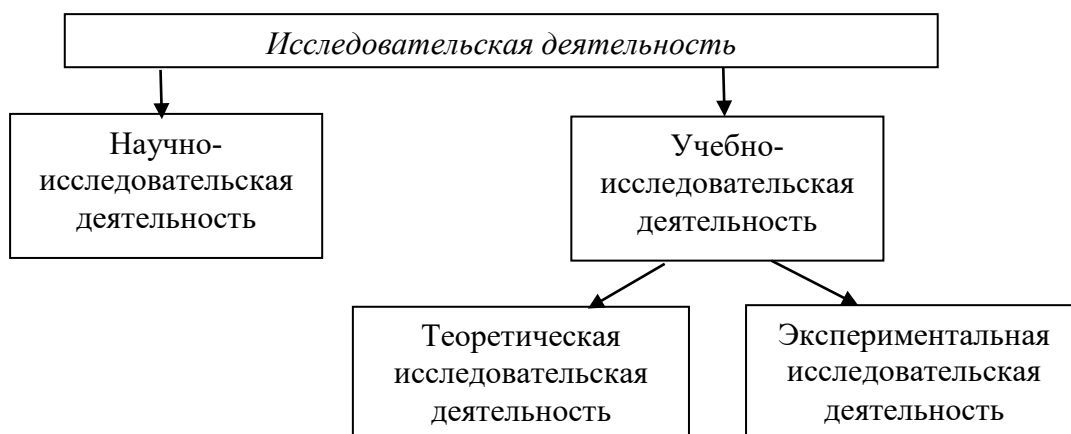 Исследовательская деятельность
Научно-
исследовательская
деятельность
Учебно-
исследовательская
деятельность
Теоретическая
исследовательская
деятельность
Экспериментальная
исследовательская
деятельность